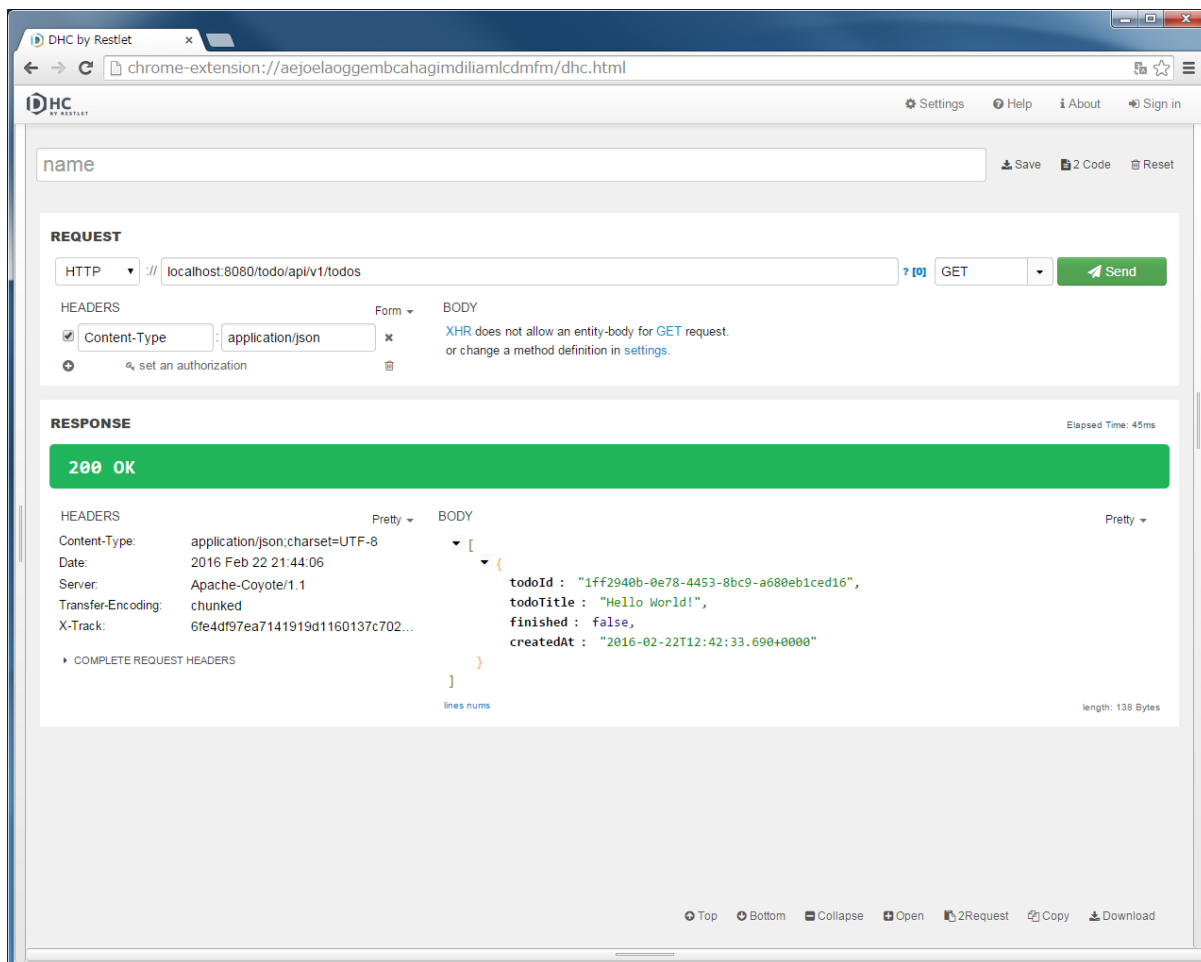 DHC by Restlet
chrome-extension://aejoelaoggembcahagimdiliamlcdmfm/dhc.html
DHC BY RESTLET Settings Help About Sign in
name Save 2 Code Reset
REQUEST
HTTP :// localhost:8080/todo/api/v1/todos ? [0] GET Send
HEADERS Form BODY
Content-Type : application/json XHR does not allow an entity-body for GET request.
or change a method definition in settings.
set an authorization
RESPONSE Elapsed Time: 45ms
200 OK
HEADERS Pretty BODY Pretty
Content-Type: application/json;charset=UTF-8 [
Date: 2016 Feb 22 21:44:06 {
Server: Apache-Coyote/1.1 todoId : "1ff2940b-0e78-4453-8bc9-a680eb1ced16",
Transfer-Encoding: chunked todoTitle : "Hello World!",
X-Track: 6fe4df97ea7141919d1160137c702... finished : false,
createdAt : "2016-02-22T12:42:33.690+0000"
COMPLETE REQUEST HEADERS }
]
lines nums length: 138 Bytes
Top Bottom Collapse Open 2Request Copy Download